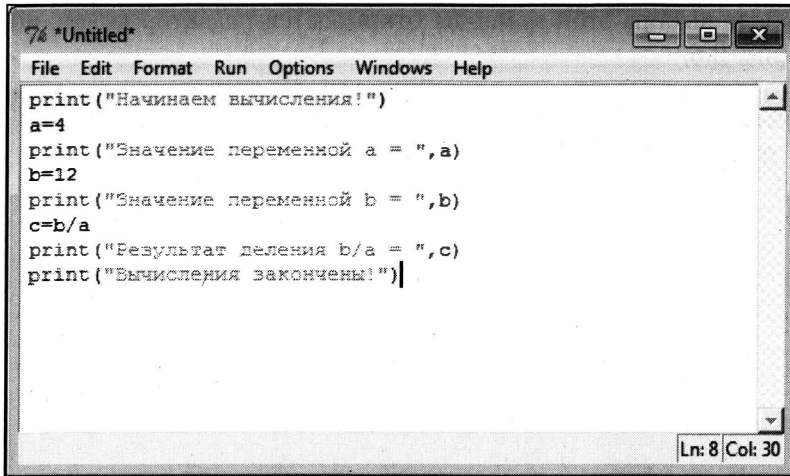 *Untitled*
File Edit Format Run Options Windows Help
print("Начинаем вычисления!")
a=4
print("Значение переменной a = ",a)
b=12
print("Значение переменной b = ",b)
c=b/a
print("Результат деления b/a = ",c)
print("Вычисления закончены!")
Ln: 8 Col: 30